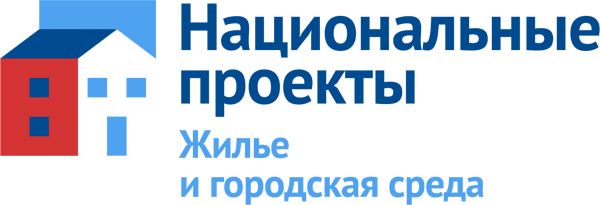 Национальные
проекты
Жилье
и городская среда